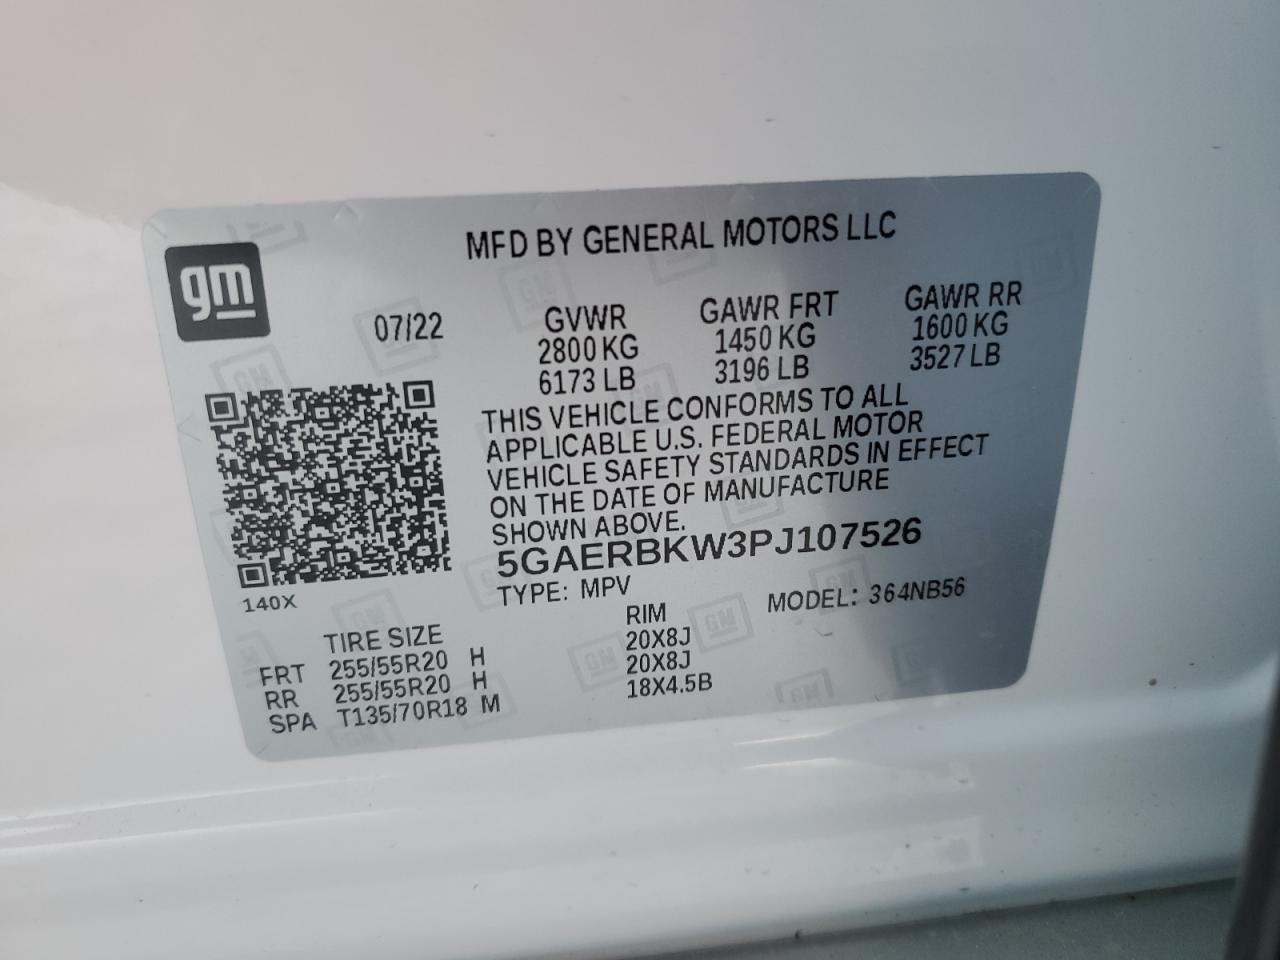 MFD BY GENERAL MOTORS LLC
gm
07/22
GVWR
2800 KG
6173 LB
GAWR FRT
1450 KG
3196 LB
GAWR RR
1600 KG
3527 LB
THIS VEHICLE CONFORMS TO ALL
APPLICABLE U.S. FEDERAL MOTOR
VEHICLE SAFETY STANDARDS IN EFFECT
ON THE DATE OF MANUFACTURE
SHOWN ABOVE.
5GAERBKW3PJ107526
TYPE: MPV
MODEL: 364NB56
140X
TIRE SIZE
RIM
FRT 255/55R20 H 20X8J
RR 255/55R20 H 20X8J
SPA T135/70R18 M 18X4.5B